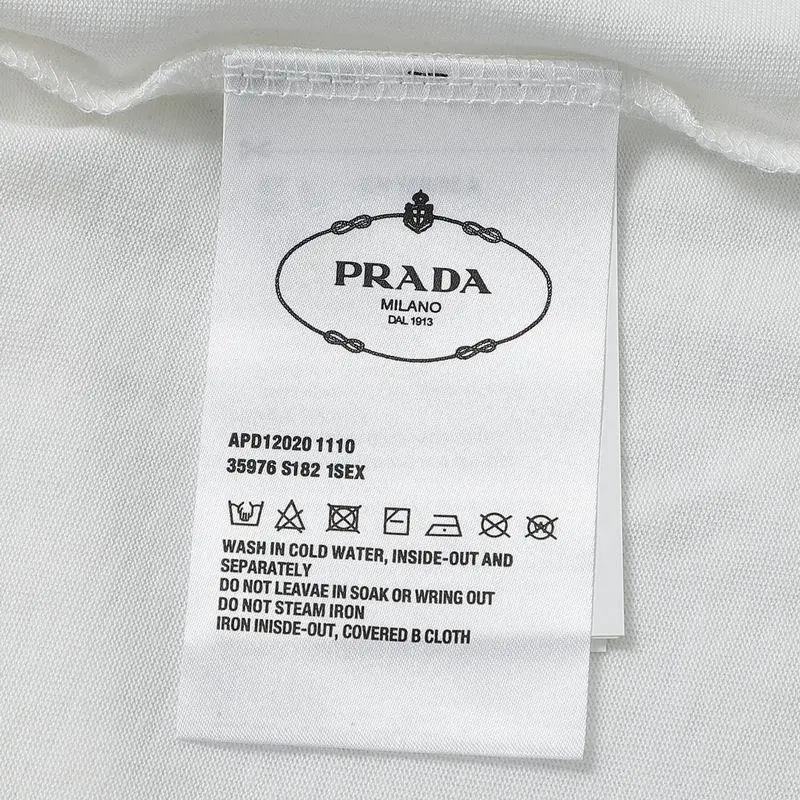 PRADA
MILANO
DAL 1913
APD12020 1110
35976 S182 1SEX
WASH IN COLD WATER, INSIDE-OUT AND
SEPARATELY
DO NOT LEAVAE IN SOAK OR WRING OUT
DO NOT STEAM IRON
IRON INISDE-OUT, COVERED B CLOTH